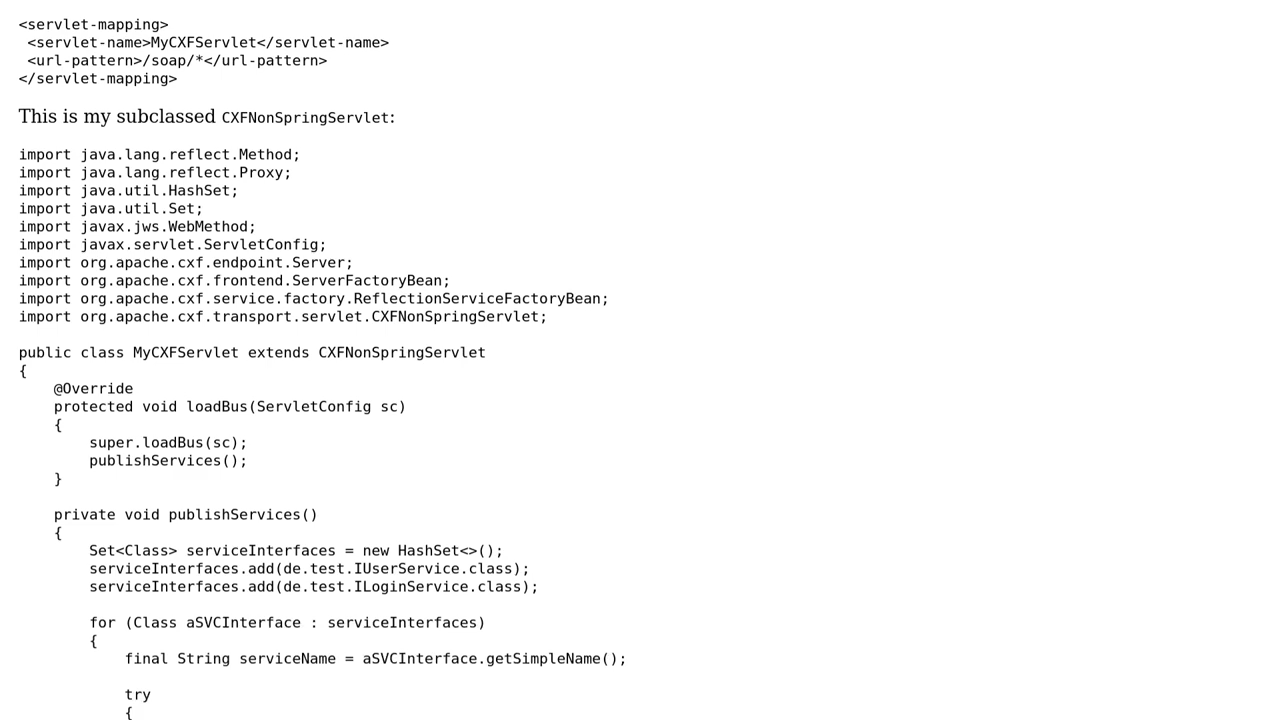 <servlet-mapping>
 <servlet-name>MyCXFServlet</servlet-name>
 <url-pattern>/soap/*</url-pattern>
</servlet-mapping>
This is my subclassed CXFNonSpringServlet:
import java.lang.reflect.Method;
import java.lang.reflect.Proxy;
import java.util.HashSet;
import java.util.Set;
import javax.jws.WebMethod;
import javax.servlet.ServletConfig;
import org.apache.cxf.endpoint.Server;
import org.apache.cxf.frontend.ServerFactoryBean;
import org.apache.cxf.service.factory.ReflectionServiceFactoryBean;
import org.apache.cxf.transport.servlet.CXFNonSpringServlet;
public class MyCXFServlet extends CXFNonSpringServlet
{
    @Override
    protected void loadBus(ServletConfig sc)
    {
        super.loadBus(sc);
        publishServices();
    }
    private void publishServices()
    {
        Set<Class> serviceInterfaces = new HashSet<>();
        serviceInterfaces.add(de.test.IUserService.class);
        serviceInterfaces.add(de.test.ILoginService.class);
        for (Class aSVCInterface : serviceInterfaces)
        {
            final String serviceName = aSVCInterface.getSimpleName();
            try
            {